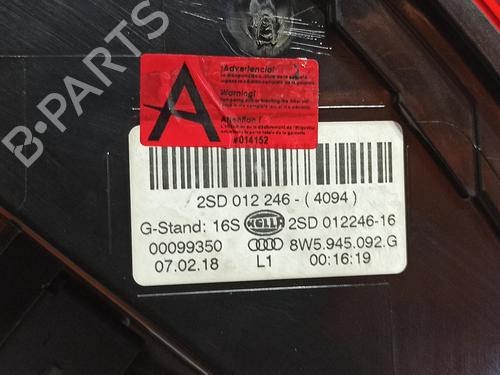 B-PARTS
¡Advertencia!
A
Warning!
Attention !
#014152
2SD 012 246 - ( 4094 )
G-Stand: 16S HELLA 2SD 012246-16
00099350 8W5.945.092.G
07.02.18 L1 00:16:19